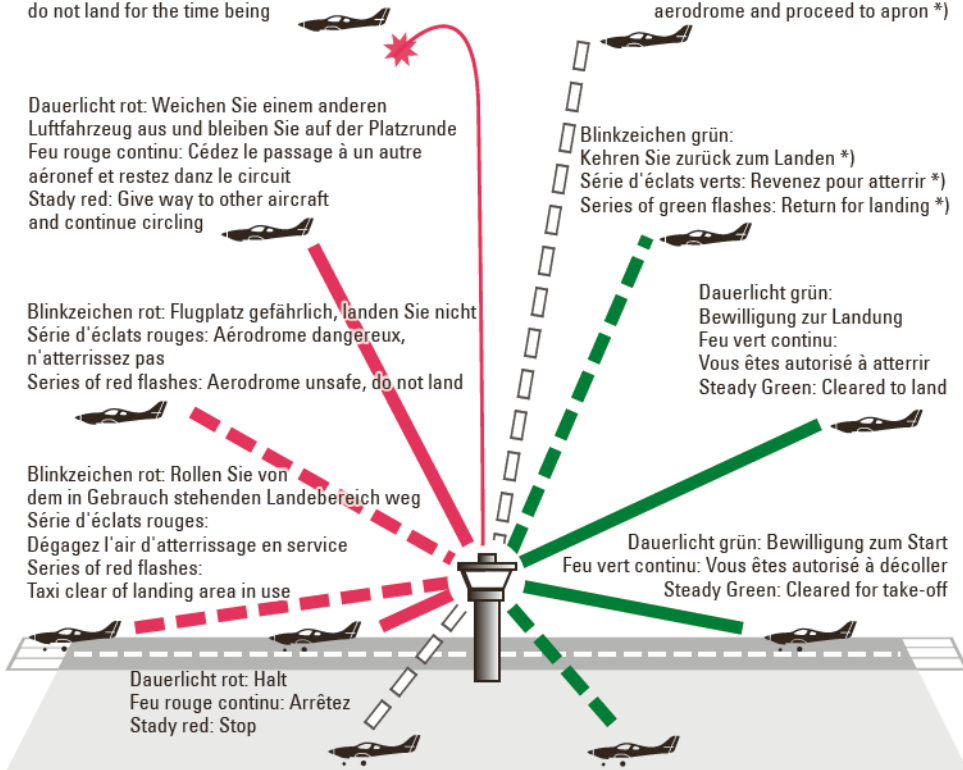 do not land for the time being
aerodrome and proceed to apron *)
Dauerlicht rot: Weichen Sie einem anderen
Luftfahrzeug aus und bleiben Sie auf der Platzrunde
Feu rouge continu: Cédez le passage à un autre
aéronef et restez danz le circuit
Stady red: Give way to other aircraft
and continue circling
Blinkzeichen grün:
Kehren Sie zurück zum Landen *)
Série d'éclats verts: Revenez pour atterrir *)
Series of green flashes: Return for landing *)
Blinkzeichen rot: Flugplatz gefährlich, landen Sie nicht
Série d'éclats rouges: Aérodrome dangereux,
n'atterrissez pas
Series of red flashes: Aerodrome unsafe, do not land
Dauerlicht grün:
Bewilligung zur Landung
Feu vert continu:
Vous êtes autorisé à atterrir
Steady Green: Cleared to land
Blinkzeichen rot: Rollen Sie von
dem in Gebrauch stehenden Landebereich weg
Série d'éclats rouges:
Dégagez l'air d'atterrissage en service
Series of red flashes:
Taxi clear of landing area in use
Dauerlicht grün: Bewilligung zum Start
Feu vert continu: Vous êtes autorisé à décoller
Steady Green: Cleared for take-off
Dauerlicht rot: Halt
Feu rouge continu: Arrêtez
Stady red: Stop